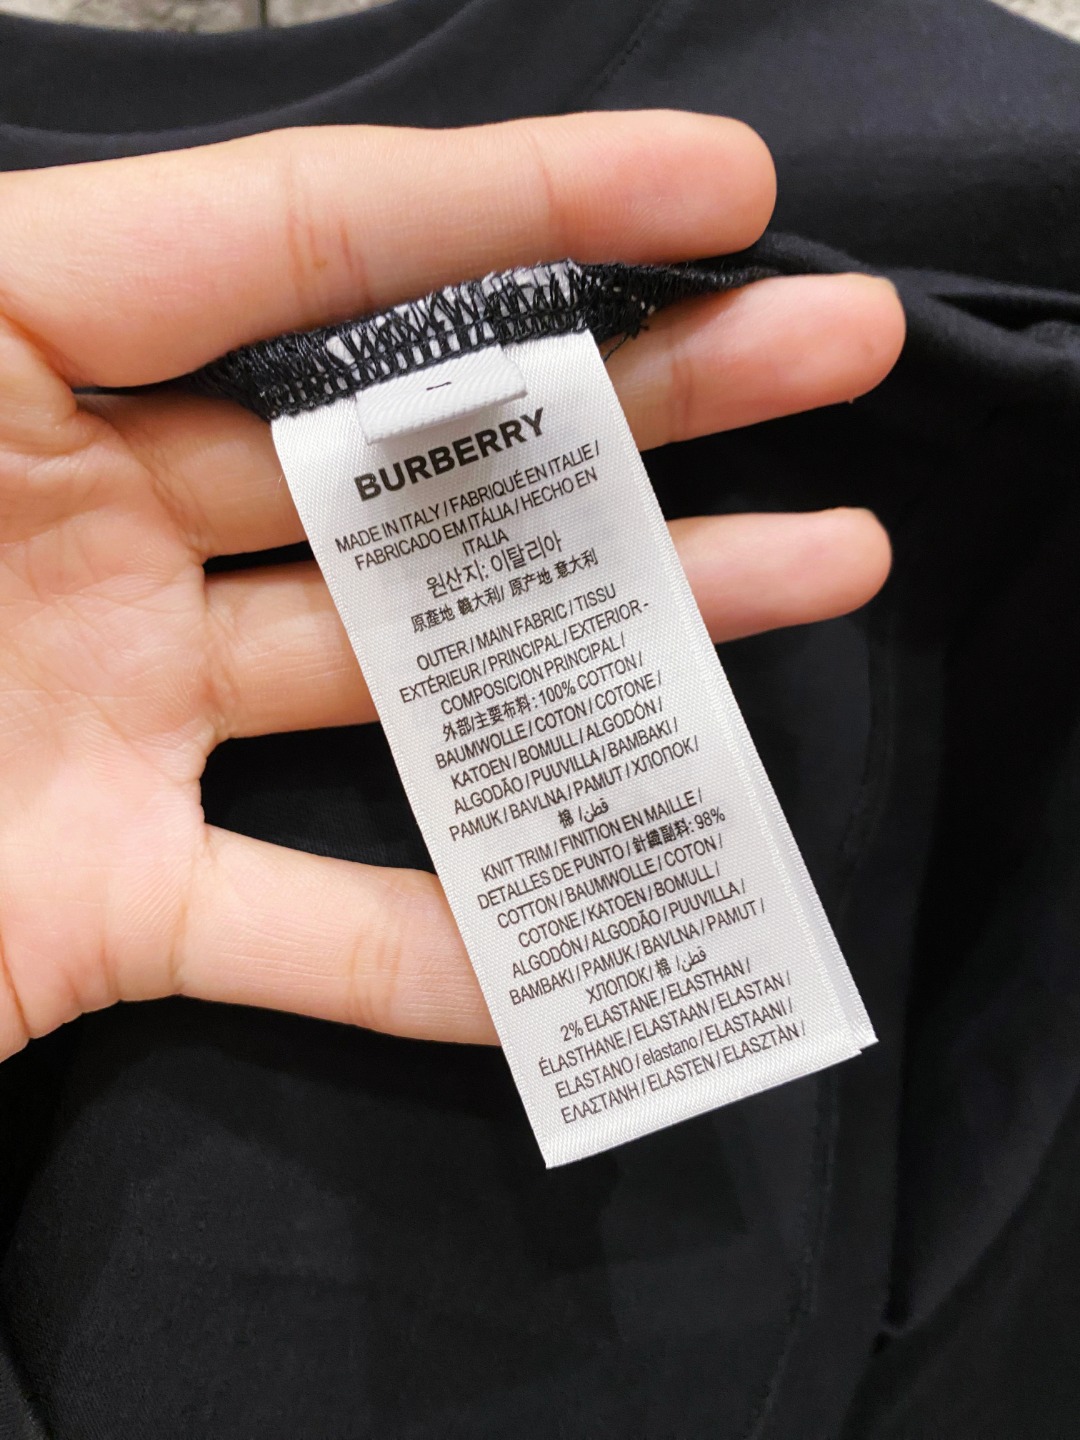 BURBERRY
MADE IN ITALY / FABRIQUÉ EN ITALIE /
FABRICADO EM ITÁLIA / HECHO EN
ITALIA
원산지: 이탈리아
原產地 義大利/ 原产地 意大利
OUTER / MAIN FABRIC / TISSU
EXTÉRIEUR / PRINCIPAL / EXTERIOR -
COMPOSICION PRINCIPAL /
外部/主要布料 : 100% COTTON /
BAUMWOLLE / COTON / COTONE /
KATOEN / BOMULL / ALGODÓN /
ALGODÃO / PUUVILLA / BAMBAKI /
PAMUK / BAVLNA / PAMUT / ХЛОПОК /
棉 /قطن
KNIT TRIM / FINITION EN MAILLE /
DETALLES DE PUNTO / 針織副料: 98%
COTTON / BAUMWOLLE / COTON /
COTONE / KATOEN / BOMULL /
ALGODÓN / ALGODÃO / PUUVILLA /
BAMBAKI / PAMUK / BAVLNA / PAMUT /
ХЛОПОК / 棉 /قطن
2% ELASTANE / ELASTHAN /
ÉLASTHANE / ELASTAAN / ELASTAN /
ELASTANO / elastano / ELASTAANI /
ΕΛΑΣΤΑΝΗ / ELASTEN / ELASZTÁN /